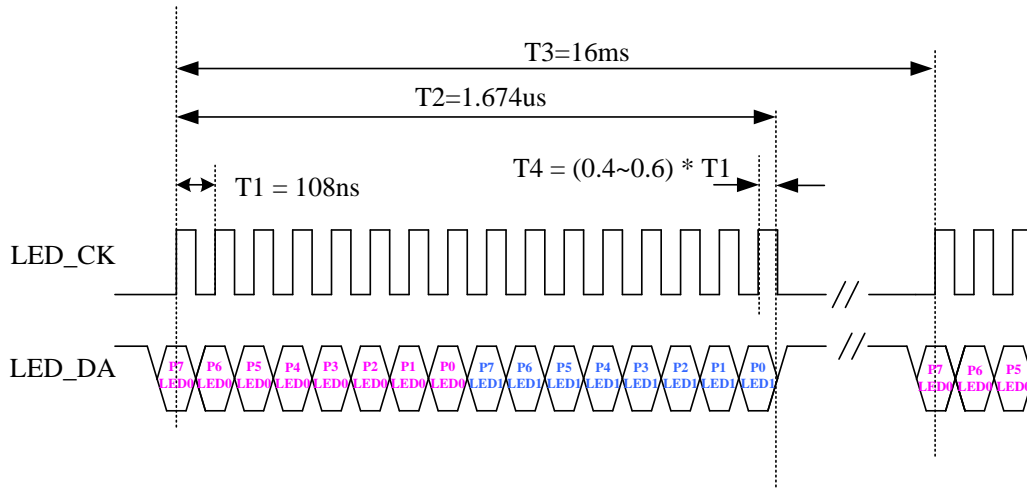 T3=16ms
T2=1.674us
T1 = 108ns
T4 = (0.4~0.6) * T1
LED_CK
//
LED_DA
//
P7 P6 P5 P4 P3 P2 P1 P0 P7 P6 P5 P4 P3 P2 P1 P0 P7 P6 P5
LED0 LED0 LED0 LED0 LED0 LED0 LED0 LED0 LED1 LED1 LED1 LED1 LED1 LED1 LED1 LED1 LED0 LED0 LED0